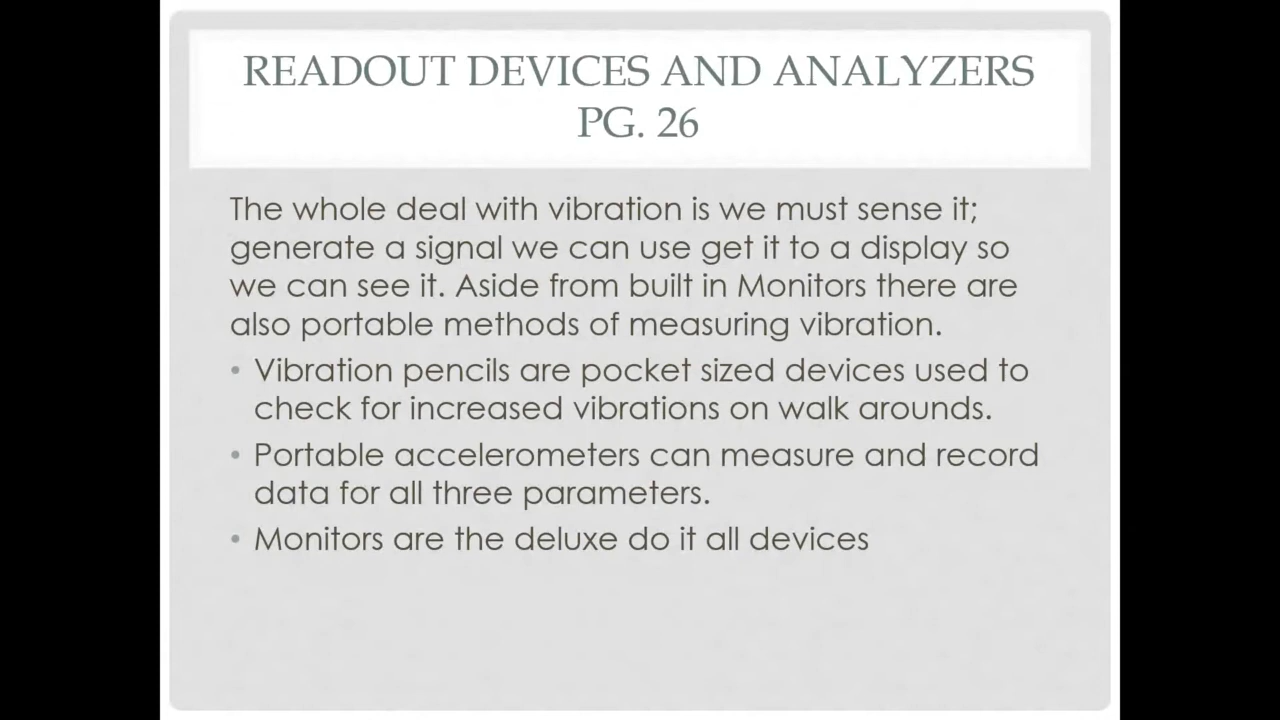 READOUT DEVICES AND ANALYZERS
PG. 26
The whole deal with vibration is we must sense it;
generate a signal we can use get it to a display so
we can see it. Aside from built in Monitors there are
also portable methods of measuring vibration.
• Vibration pencils are pocket sized devices used to
check for increased vibrations on walk arounds.
• Portable accelerometers can measure and record
data for all three parameters.
• Monitors are the deluxe do it all devices